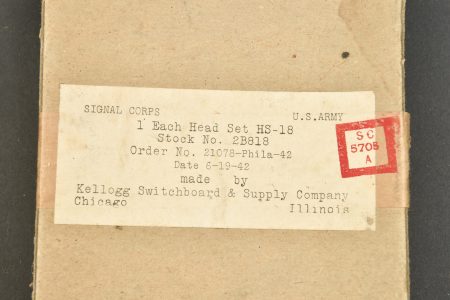 SIGNAL CORPS U.S.ARMY
1 Each Head Set HS-18
Stock No. 2B818
Order No. 21078-Phila-42
Date 6-19-42
made by
Kellogg Switchboard & Supply Company
Chicago Illinois
SC
5705
A